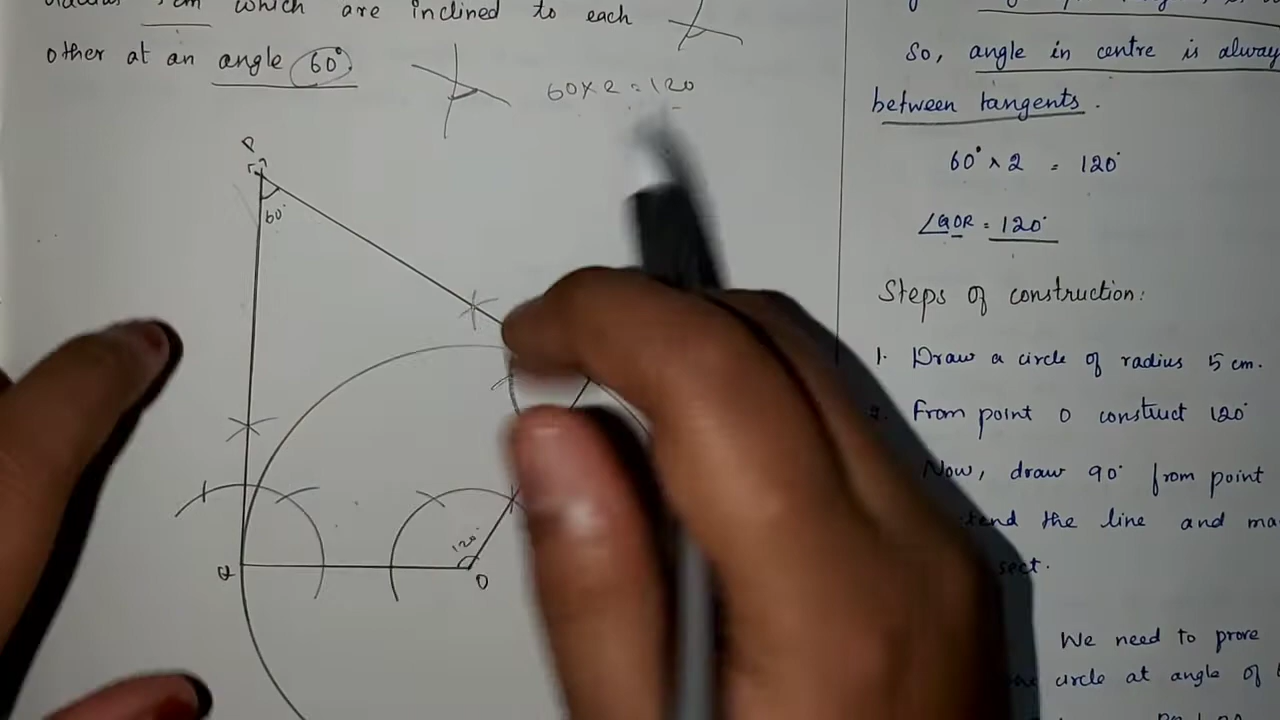 which are inclined to each
other at an angle 60°
60×2=120
P
60°
120°
Q
O
So, angle in centre is alway
between tangents.
60° × 2 = 120°
∠QOR = 120°
Steps of construction:
1. Draw a circle of radius 5 cm.
From point O construct 120°
Now, draw 90° from point
the line and ma
sect.
We need to prove
circle at angle of